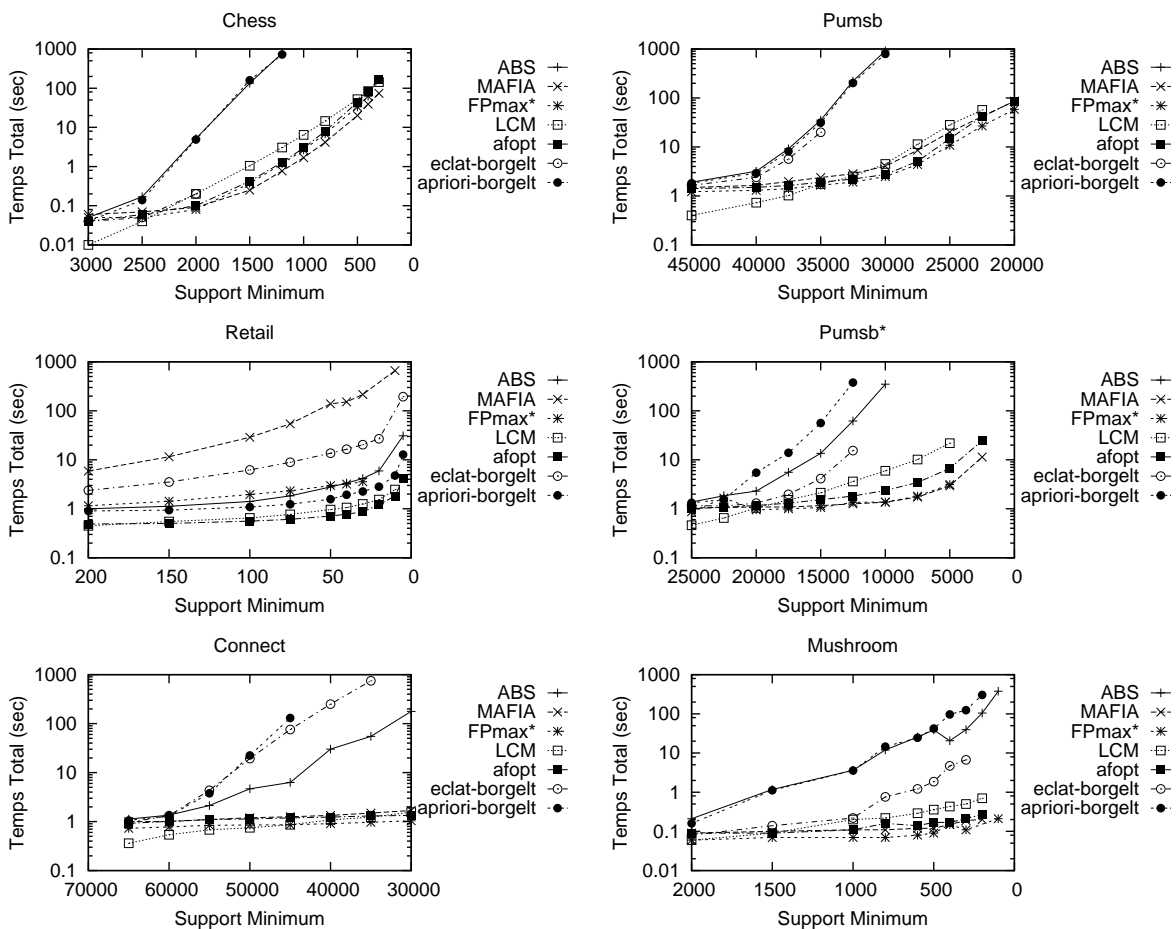 Chess
Temps Total (sec)
1000
100
10
1
0.1
0.01
3000 2500 2000 1500 1000 500 0
Support Minimum
ABS
MAFIA
FPmax*
LCM
afopt
eclat-borgelt
apriori-borgelt
Pumsb
Temps Total (sec)
1000
100
10
1
0.1
45000 40000 35000 30000 25000 20000
Support Minimum
ABS
MAFIA
FPmax*
LCM
afopt
eclat-borgelt
apriori-borgelt
Retail
Temps Total (sec)
1000
100
10
1
0.1
200 150 100 50 0
Support Minimum
ABS
MAFIA
FPmax*
LCM
afopt
eclat-borgelt
apriori-borgelt
Pumsb*
Temps Total (sec)
1000
100
10
1
0.1
25000 20000 15000 10000 5000 0
Support Minimum
ABS
MAFIA
FPmax*
LCM
afopt
eclat-borgelt
apriori-borgelt
Connect
Temps Total (sec)
1000
100
10
1
0.1
70000 60000 50000 40000 30000
Support Minimum
ABS
MAFIA
FPmax*
LCM
afopt
eclat-borgelt
apriori-borgelt
Mushroom
Temps Total (sec)
1000
100
10
1
0.1
0.01
2000 1500 1000 500 0
Support Minimum
ABS
MAFIA
FPmax*
LCM
afopt
eclat-borgelt
apriori-borgelt